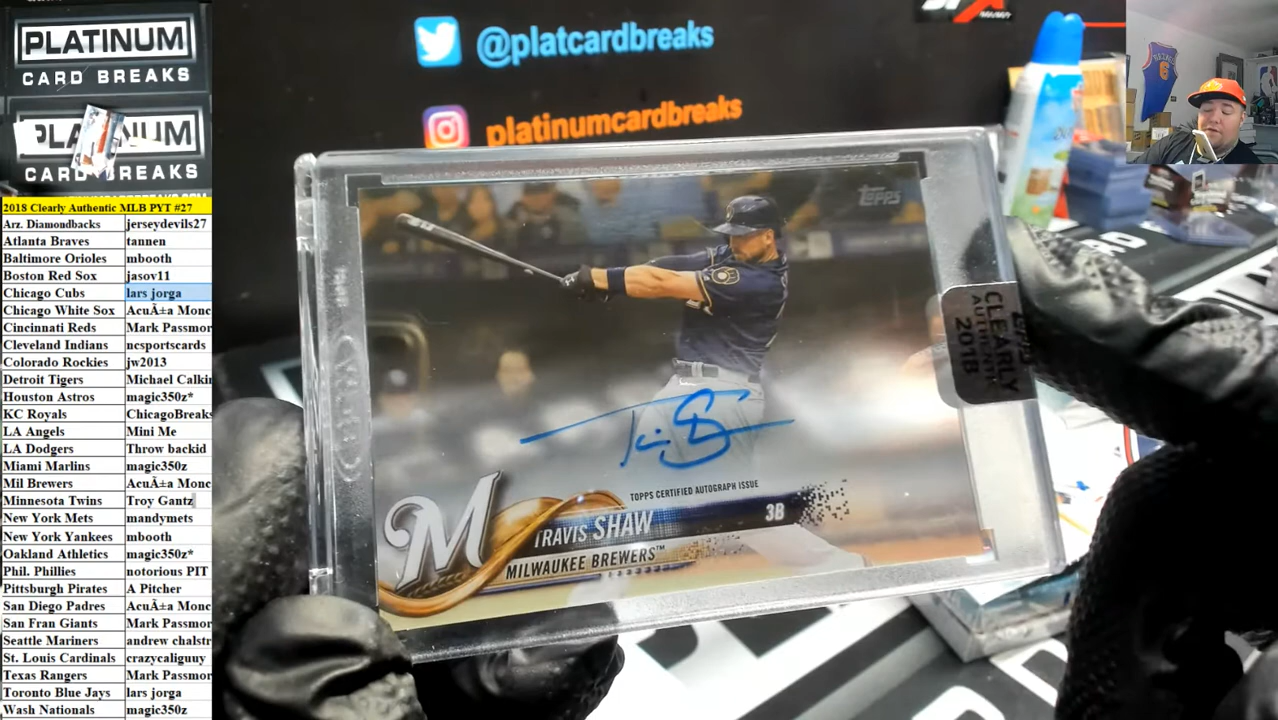 PLATINUM
CARD BREAKS
PLATINUM
CARD BREAKS
@platcardbreaks
platinumcardbreaks
2018 Clearly Authentic MLB PYT #27
Arz. Diamondbacks jerseydevils27
Atlanta Braves tannen
Baltimore Orioles mbooth
Boston Red Sox jasov11
Chicago Cubs lars jorga
Chicago White Sox AcuÃ±a Monc
Cincinnati Reds Mark Passmor
Cleveland Indians ncsportscards
Colorado Rockies jw2013
Detroit Tigers Michael Calkin
Houston Astros magic350z*
KC Royals ChicagoBreaks
LA Angels Mini Me
LA Dodgers Throw backid
Miami Marlins magic350z
Mil Brewers AcuÃ±a Monc
Minnesota Twins Troy Gantz
New York Mets mandymets
New York Yankees mbooth
Oakland Athletics magic350z*
Phil. Phillies notorious PIT
Pittsburgh Pirates A Pitcher
San Diego Padres AcuÃ±a Monc
San Fran Giants Mark Passmor
Seattle Mariners andrew chalstr
St. Louis Cardinals crazycaliguuy
Texas Rangers Mark Passmor
Toronto Blue Jays lars jorga
Wash Nationals magic350z
Topps
TOPPS CERTIFIED AUTOGRAPH ISSUE
TRAVIS SHAW 3B
MILWAUKEE BREWERS™
M
CLEARLY
AUTHENTIC
2018